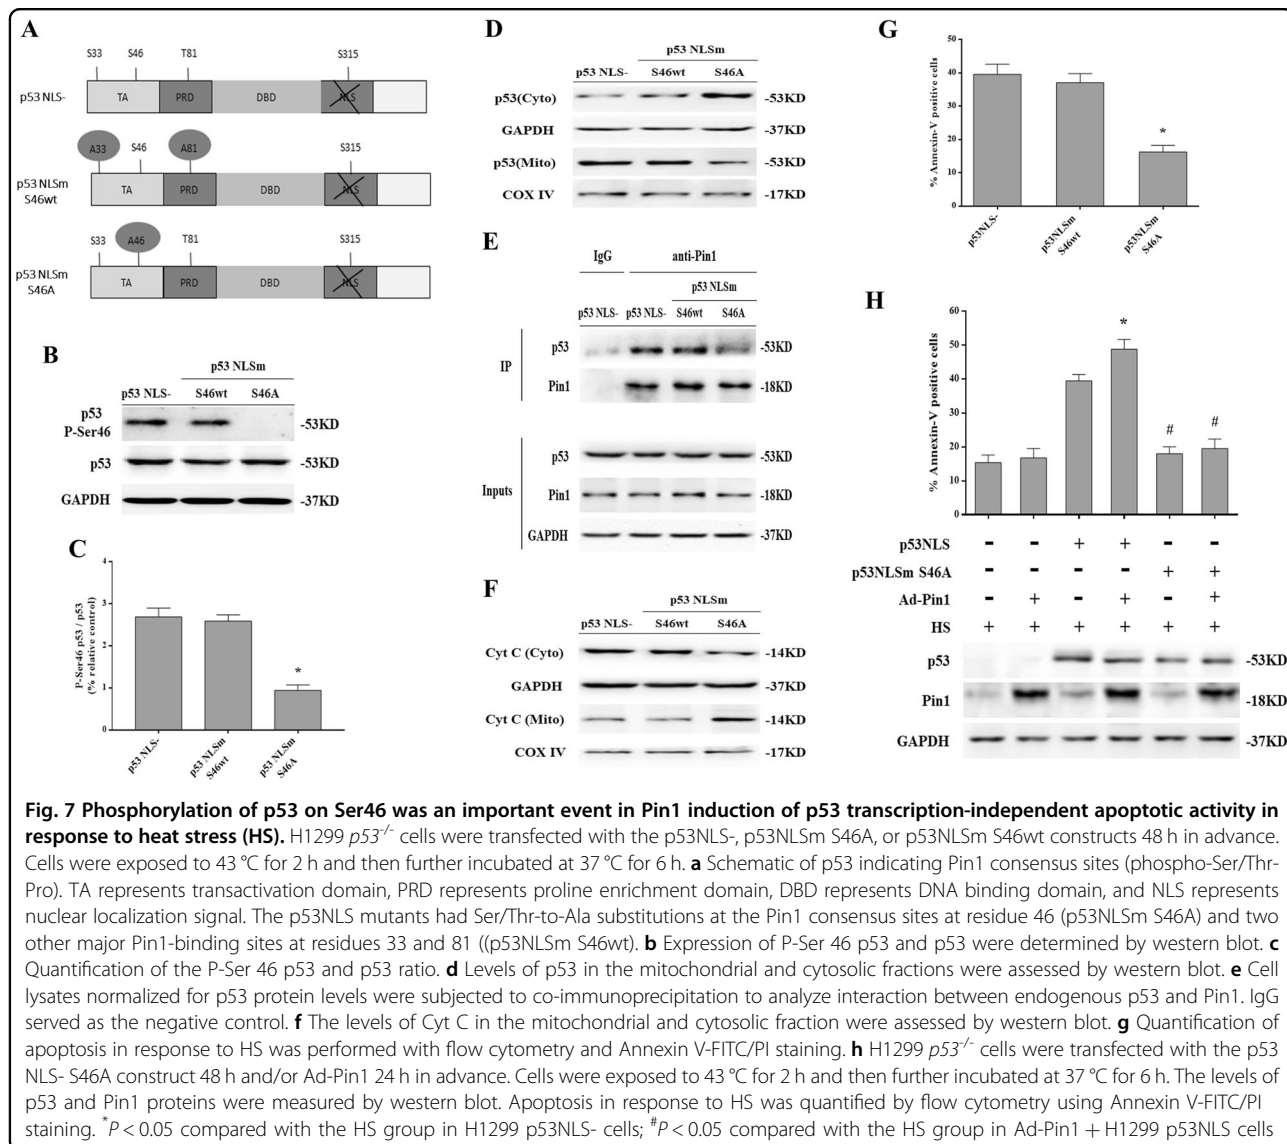 A
S33 S46 T81 S315
p53 NLS-
TA PRD DBD NLS
A33 S46 A81 S315
p53 NLSm
S46wt
TA PRD DBD NLS
S33 A46 T81 S315
p53 NLSm
S46A
TA PRD DBD NLS
B
p53 NLSm
p53 NLS- S46wt S46A
p53
P-Ser46
-53KD
p53 -53KD
GAPDH -37KD
C
P-Ser46 p53 / p53
(% relative control)
4
3
2
1
0
*
p53 NLS-
p53 NLSm
S46wt
p53 NLSm
S46A
D
p53 NLSm
p53 NLS- S46wt S46A
p53(Cyto) -53KD
GAPDH -37KD
p53(Mito) -53KD
COX IV -17KD
E
IgG anti-Pin1
p53 NLSm
p53 NLS- p53 NLS- S46wt S46A
IP
p53 -53KD
Pin1 -18KD
Inputs
p53 -53KD
Pin1 -18KD
GAPDH -37KD
F
p53 NLSm
p53 NLS- S46wt S46A
Cyt C (Cyto) -14KD
GAPDH -37KD
Cyt C (Mito) -14KD
COX IV -17KD
G
% Annexin-V positive cells
50
40
30
20
10
0
*
p53NLS-
p53NLSm
S46wt
p53NLSm
S46A
H
% Annexin-V positive cells
60
50
40
30
20
10
0
*
# #
p53NLS - - + + - -
p53NLSm S46A - - - - + +
Ad-Pin1 - + - + - +
HS + + + + + +
p53 -53KD
Pin1 -18KD
GAPDH -37KD
Fig. 7 Phosphorylation of p53 on Ser46 was an important event in Pin1 induction of p53 transcription-independent apoptotic activity in
response to heat stress (HS). H1299 p53-/- cells were transfected with the p53NLS-, p53NLSm S46A, or p53NLSm S46wt constructs 48 h in advance.
Cells were exposed to 43 °C for 2 h and then further incubated at 37 °C for 6 h. a Schematic of p53 indicating Pin1 consensus sites (phospho-Ser/Thr-
Pro). TA represents transactivation domain, PRD represents proline enrichment domain, DBD represents DNA binding domain, and NLS represents
nuclear localization signal. The p53NLS mutants had Ser/Thr-to-Ala substitutions at the Pin1 consensus sites at residue 46 (p53NLSm S46A) and two
other major Pin1-binding sites at residues 33 and 81 ((p53NLSm S46wt). b Expression of P-Ser 46 p53 and p53 were determined by western blot. c
Quantification of the P-Ser 46 p53 and p53 ratio. d Levels of p53 in the mitochondrial and cytosolic fractions were assessed by western blot. e Cell
lysates normalized for p53 protein levels were subjected to co-immunoprecipitation to analyze interaction between endogenous p53 and Pin1. IgG
served as the negative control. f The levels of Cyt C in the mitochondrial and cytosolic fraction were assessed by western blot. g Quantification of
apoptosis in response to HS was performed with flow cytometry and Annexin V-FITC/PI staining. h H1299 p53-/- cells were transfected with the p53
NLS- S46A construct 48 h and/or Ad-Pin1 24 h in advance. Cells were exposed to 43 °C for 2 h and then further incubated at 37 °C for 6 h. The levels of
p53 and Pin1 proteins were measured by western blot. Apoptosis in response to HS was quantified by flow cytometry using Annexin V-FITC/PI
staining. *P < 0.05 compared with the HS group in H1299 p53NLS- cells; #P < 0.05 compared with the HS group in Ad-Pin1 + H1299 p53NLS cells